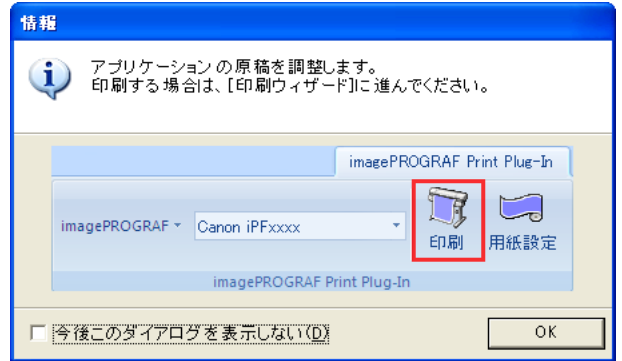 情報
アプリケーションの原稿を調整します。
印刷する場合は、[印刷ウィザード]に進んでください。
imagePROGRAF Print Plug-In
imagePROGRAF
Canon iPFxxxx
印刷
用紙設定
imagePROGRAF Print Plug-In
今後このダイアログを表示しない(D)
OK